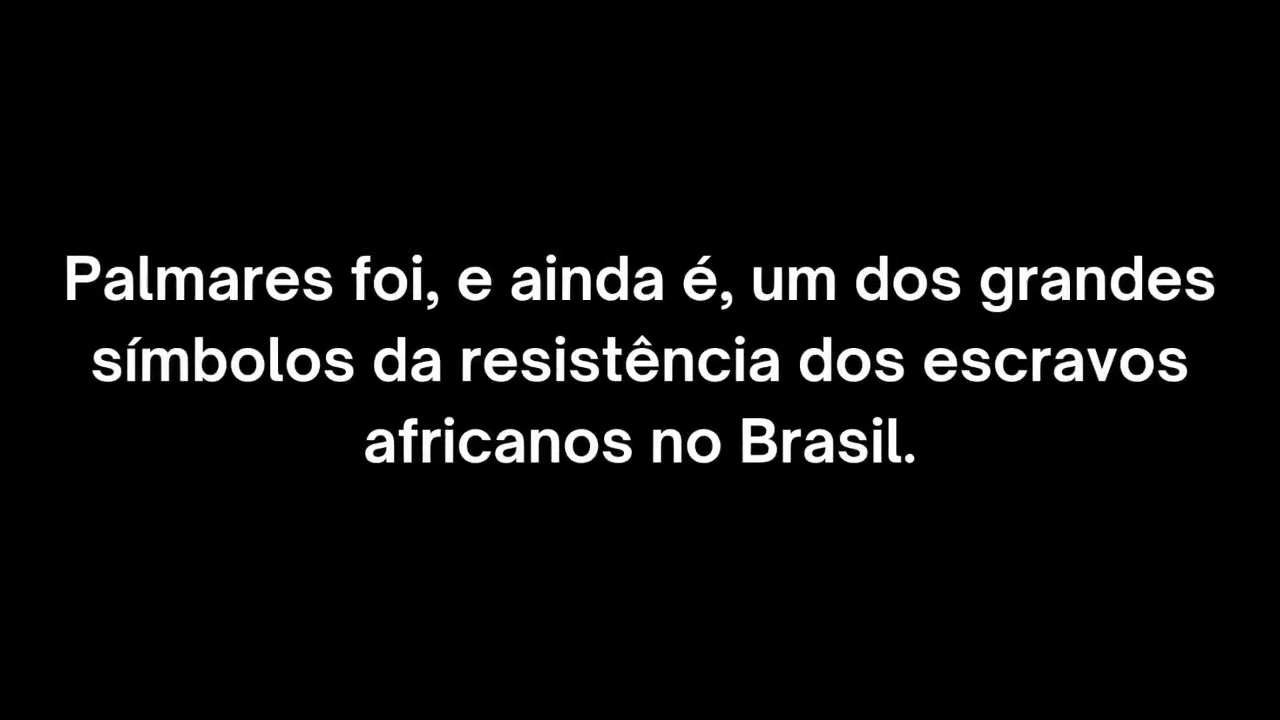 Palmares foi, e ainda é, um dos grandes
símbolos da resistência dos escravos
africanos no Brasil.